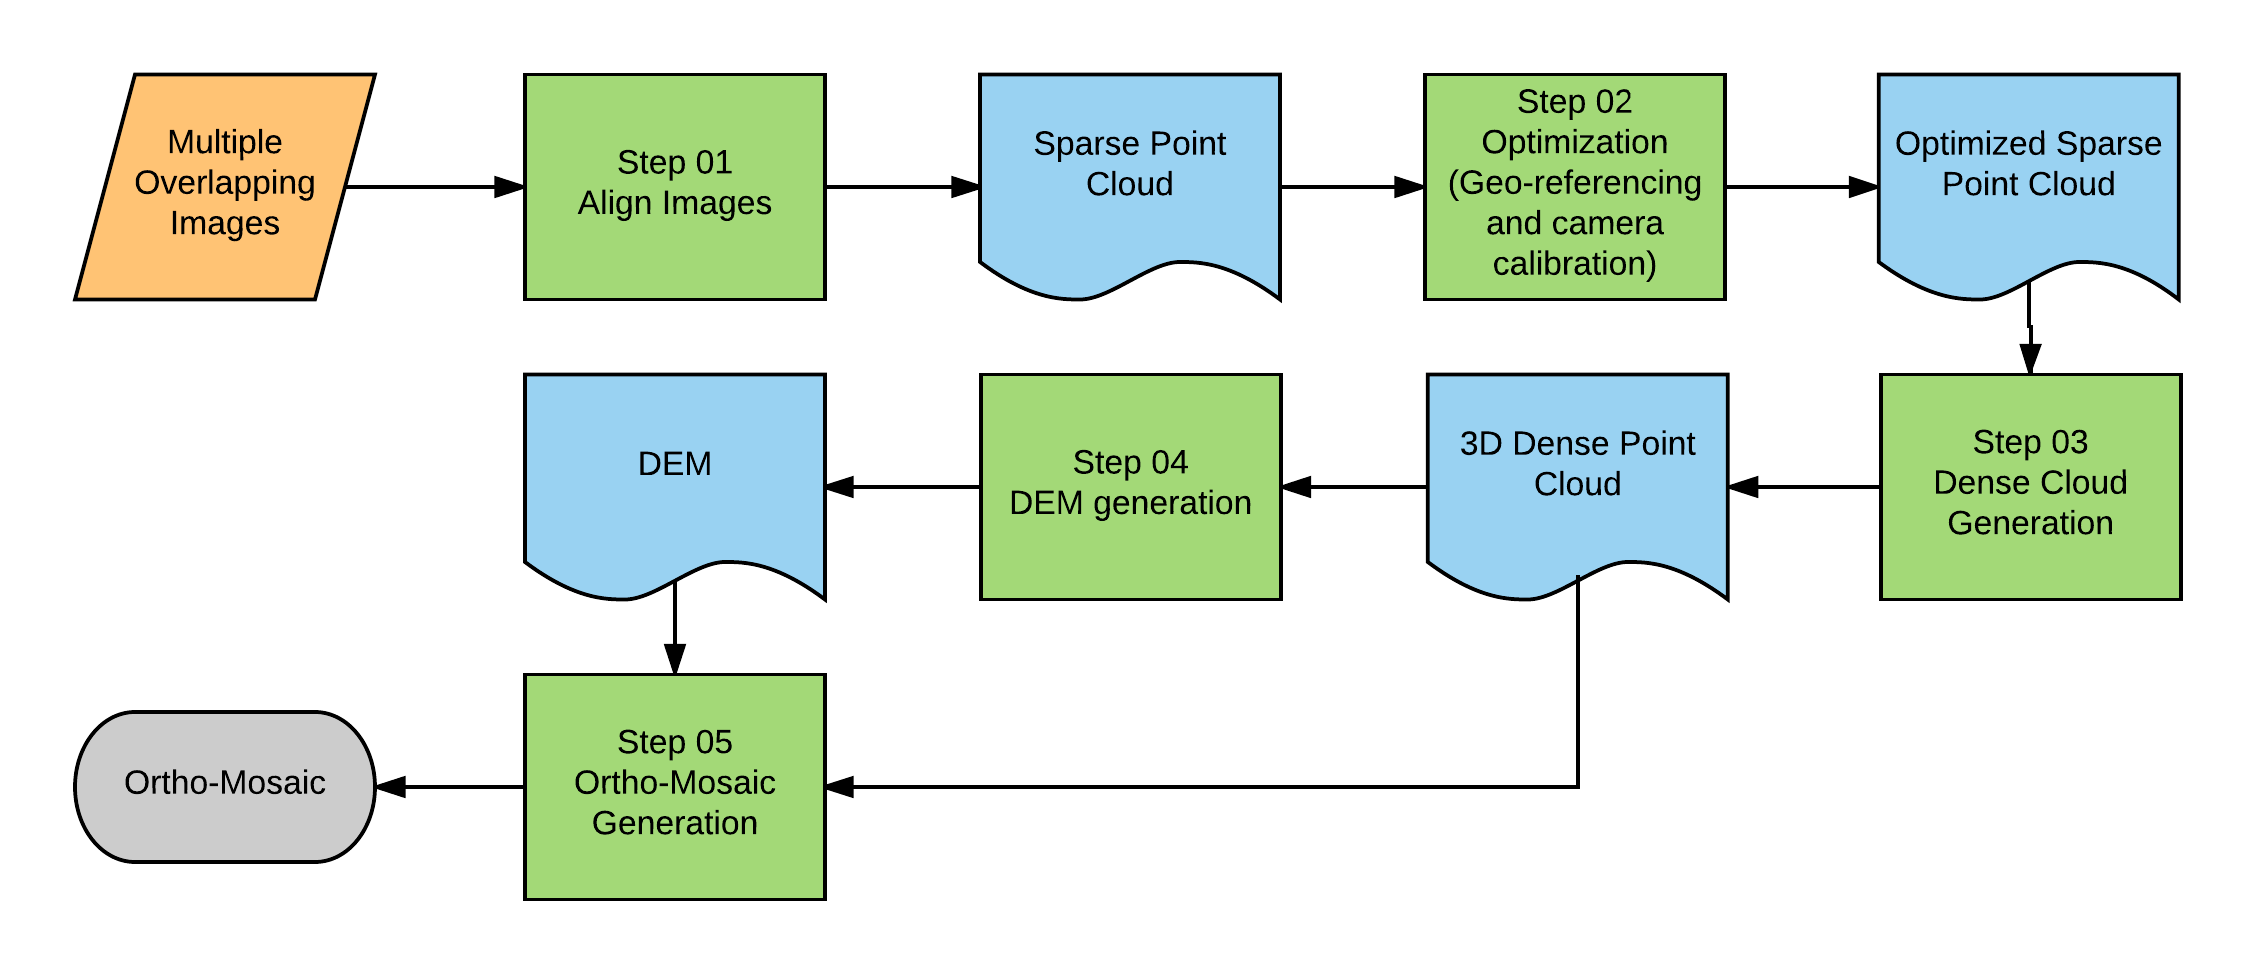 Multiple
Overlapping
Images
Step 01
Align Images
Sparse Point
Cloud
Step 02
Optimization
(Geo-referencing
and camera
calibration)
Optimized Sparse
Point Cloud
Step 03
Dense Cloud
Generation
3D Dense Point
Cloud
Step 04
DEM generation
DEM
Step 05
Ortho-Mosaic
Generation
Ortho-Mosaic